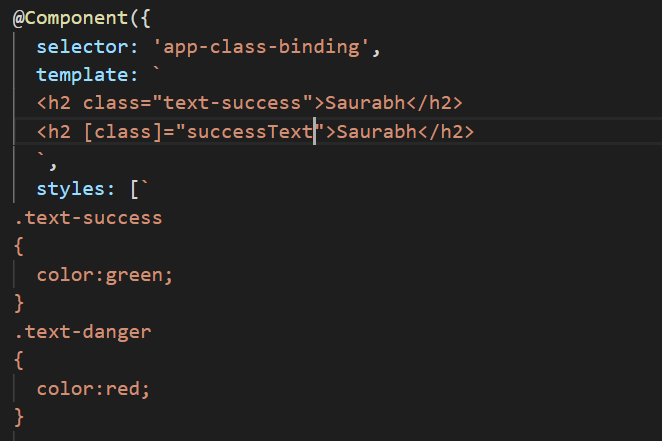 @Component({
  selector: 'app-class-binding',
  template: `
  <h2 class="text-success">Saurabh</h2>
  <h2 [class]="successText">Saurabh</h2>
  `,
  styles: [`
.text-success
{
  color:green;
}
.text-danger
{
  color:red;
}